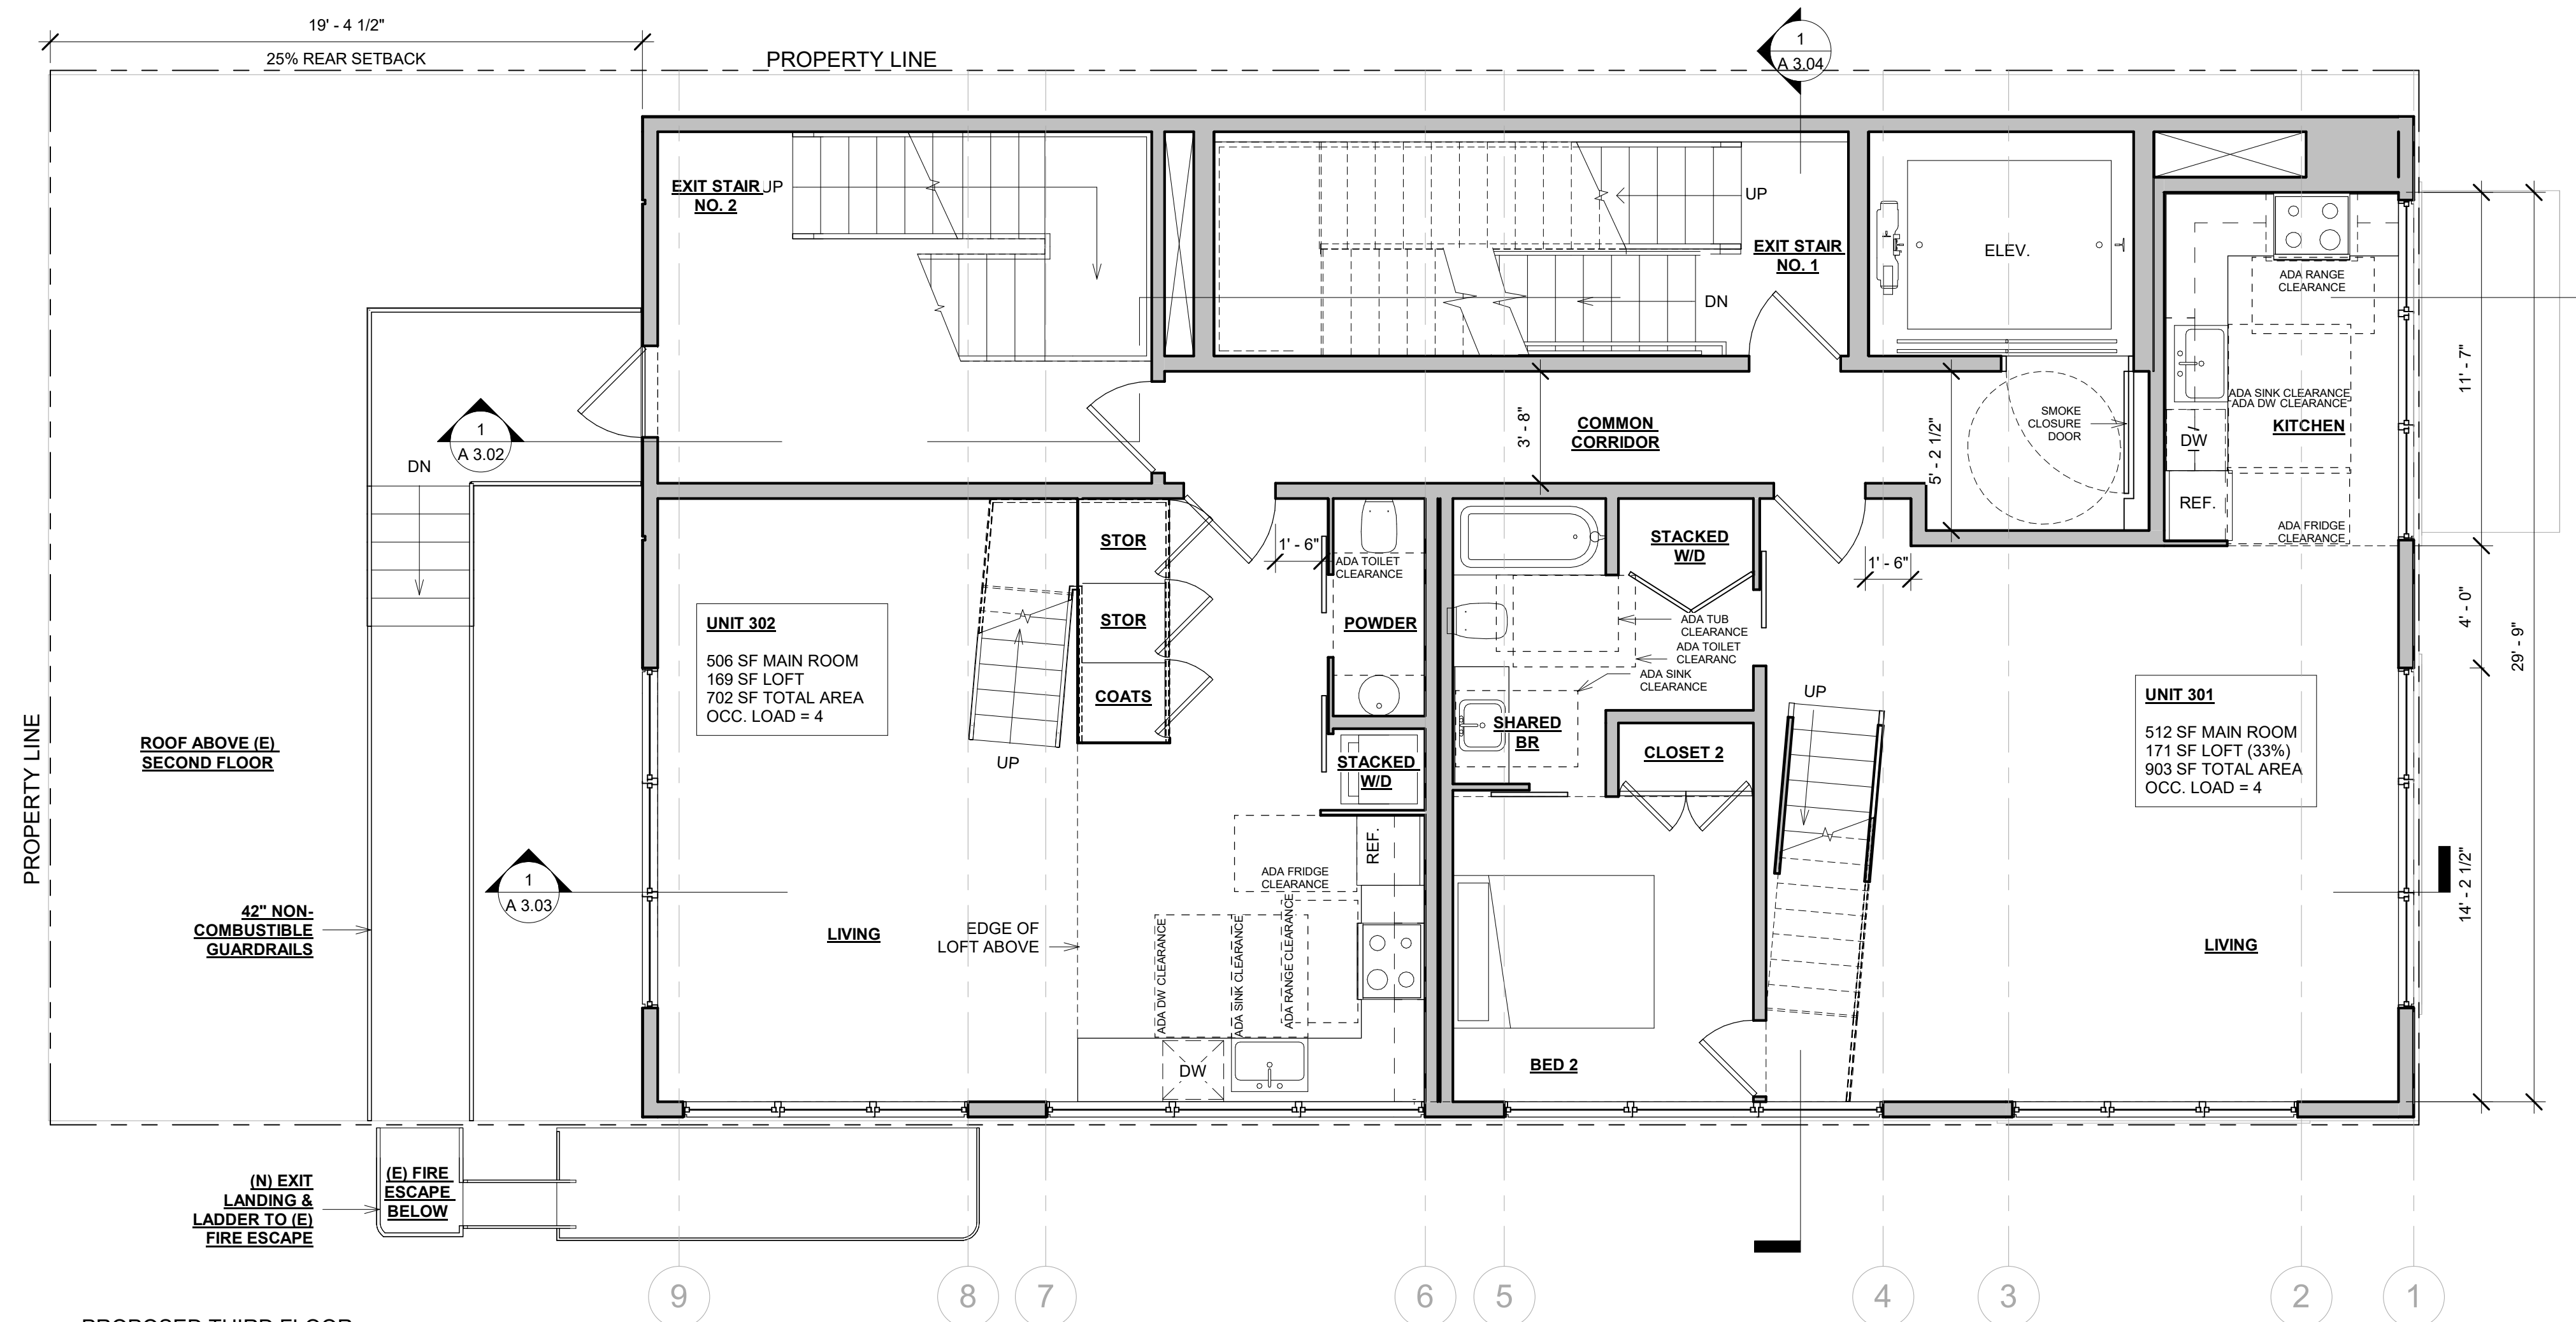 19' - 4 1/2"
25% REAR SETBACK
PROPERTY LINE
1
A 3.04
EXIT STAIR
NO. 2
UP
UP
EXIT STAIR
NO. 1
DN
ELEV.
ADA RANGE
CLEARANCE
ADA SINK CLEARANCE
ADA DW CLEARANCE
KITCHEN
DW
REF.
ADA FRIDGE
CLEARANCE
11' - 7"
4' - 0"
29' - 9"
14' - 2 1/2"
SMOKE
CLOSURE
DOOR
5' - 2 1/2"
COMMON
CORRIDOR
3' - 8"
1
A 3.02
DN
STOR
STOR
COATS
1' - 6"
ADA TOILET
CLEARANCE
POWDER
STACKED
W/D
STACKED
W/D
ADA TUB
CLEARANCE
ADA TOILET
CLEARANC
ADA SINK
CLEARANCE
SHARED
BR
CLOSET 2
1' - 6"
UP
UNIT 302
506 SF MAIN ROOM
169 SF LOFT
702 SF TOTAL AREA
OCC. LOAD = 4
UP
UNIT 301
512 SF MAIN ROOM
171 SF LOFT (33%)
903 SF TOTAL AREA
OCC. LOAD = 4
PROPERTY LINE
ROOF ABOVE (E)
SECOND FLOOR
1
A 3.03
42" NON-
COMBUSTIBLE
GUARDRAILS
LIVING
EDGE OF
LOFT ABOVE
REF.
ADA FRIDGE
CLEARANCE
ADA DW CLEARANCE
ADA SINK CLEARANCE
ADA RANGE CLEARANCE
DW
BED 2
LIVING
(N) EXIT
LANDING &
LADDER TO (E)
FIRE ESCAPE
(E) FIRE
ESCAPE
BELOW
9
8
7
6
5
4
3
2
1
PROPOSED THIRD FLOOR